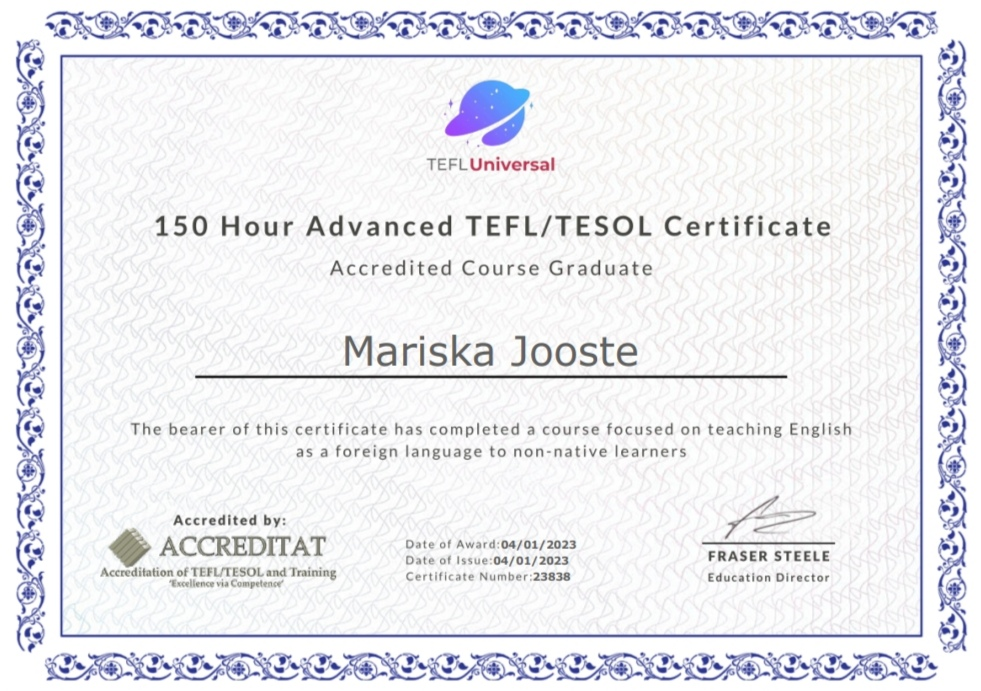 TEFLUniversal
150 Hour Advanced TEFL/TESOL Certificate
Accredited Course Graduate
Mariska Jooste
The bearer of this certificate has completed a course focused on teaching English
as a foreign language to non-native learners
Accredited by:
ACCREDITAT
Accreditation of TEFL/TESOL and Training
'Excellence via Competence'
Date of Award:04/01/2023
Date of Issue:04/01/2023
Certificate Number:23838
FRASER STEELE
Education Director